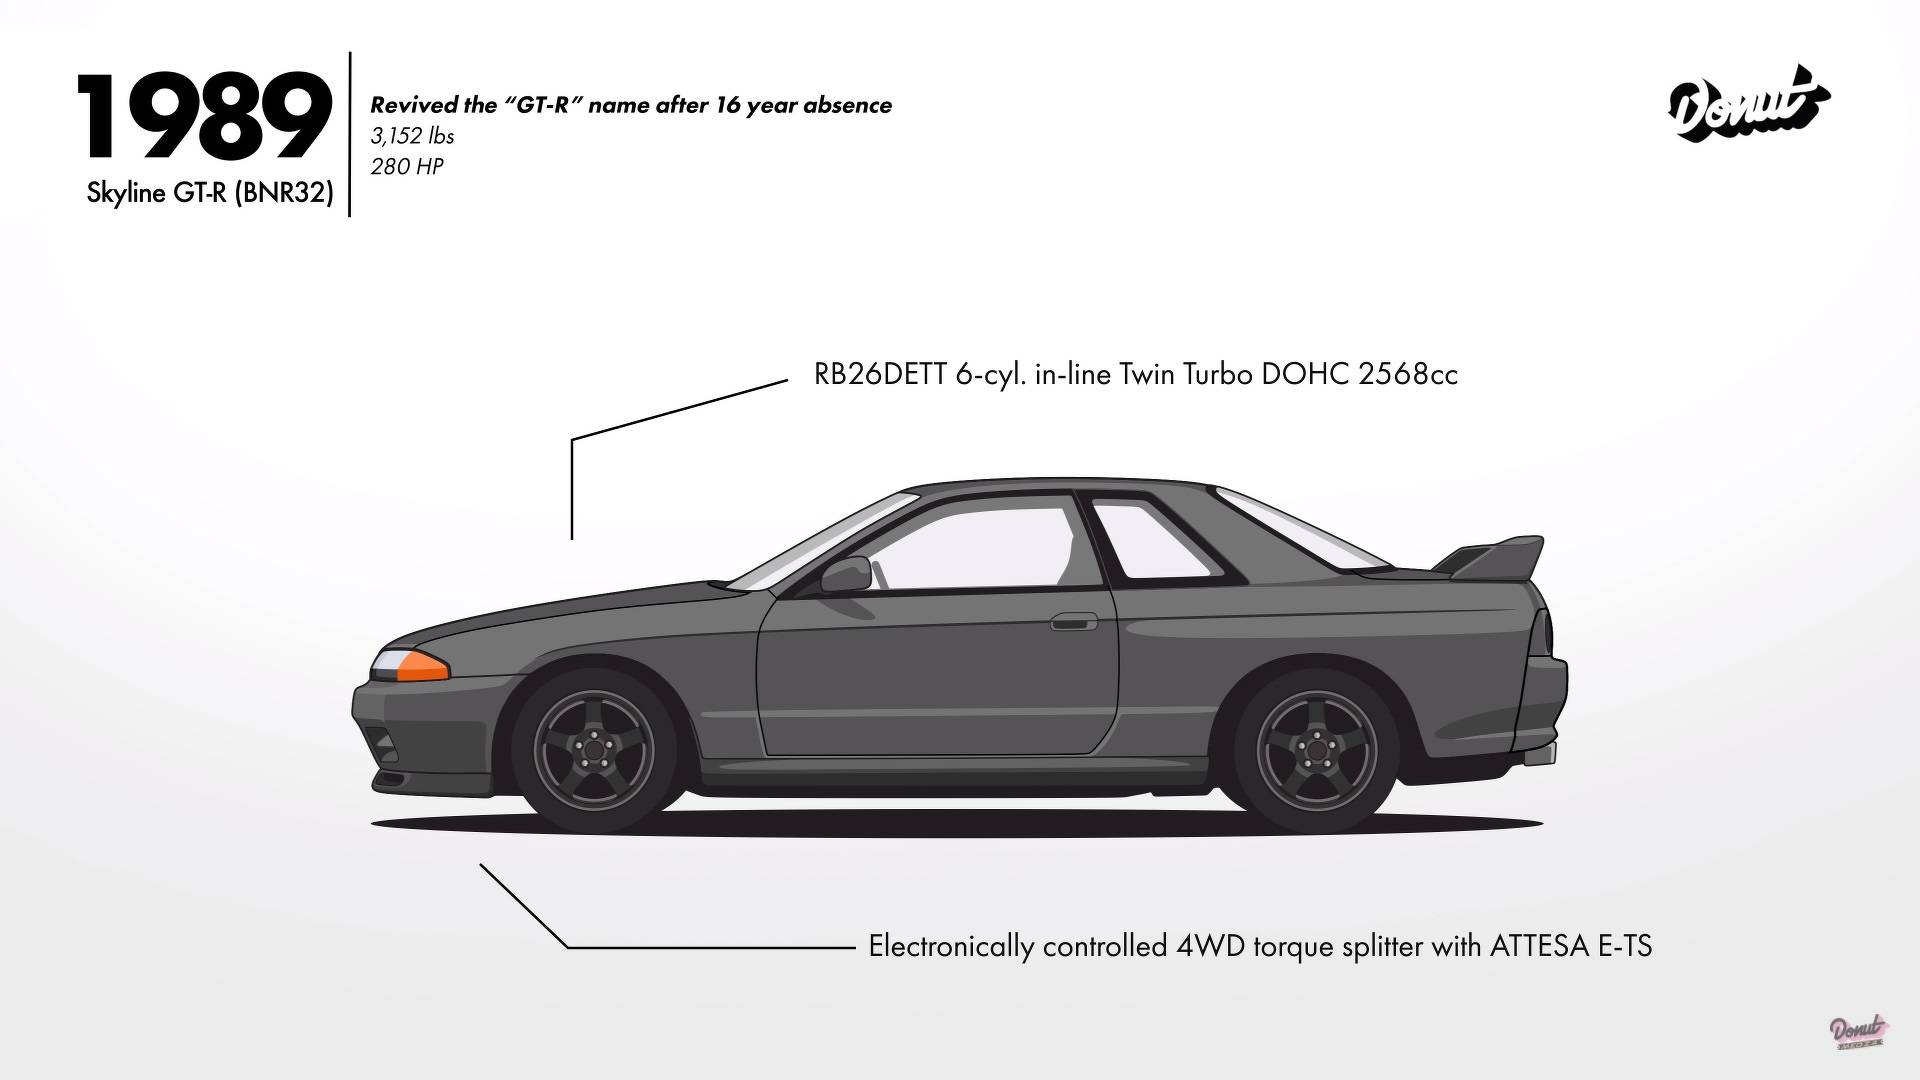 1989
Skyline GT-R (BNR32)
Revived the “GT-R” name after 16 year absence
3,152 lbs
280 HP
Donut
RB26DETT 6-cyl. in-line Twin Turbo DOHC 2568cc
Electronically controlled 4WD torque splitter with ATTESA E-TS
Donut
MEDIA